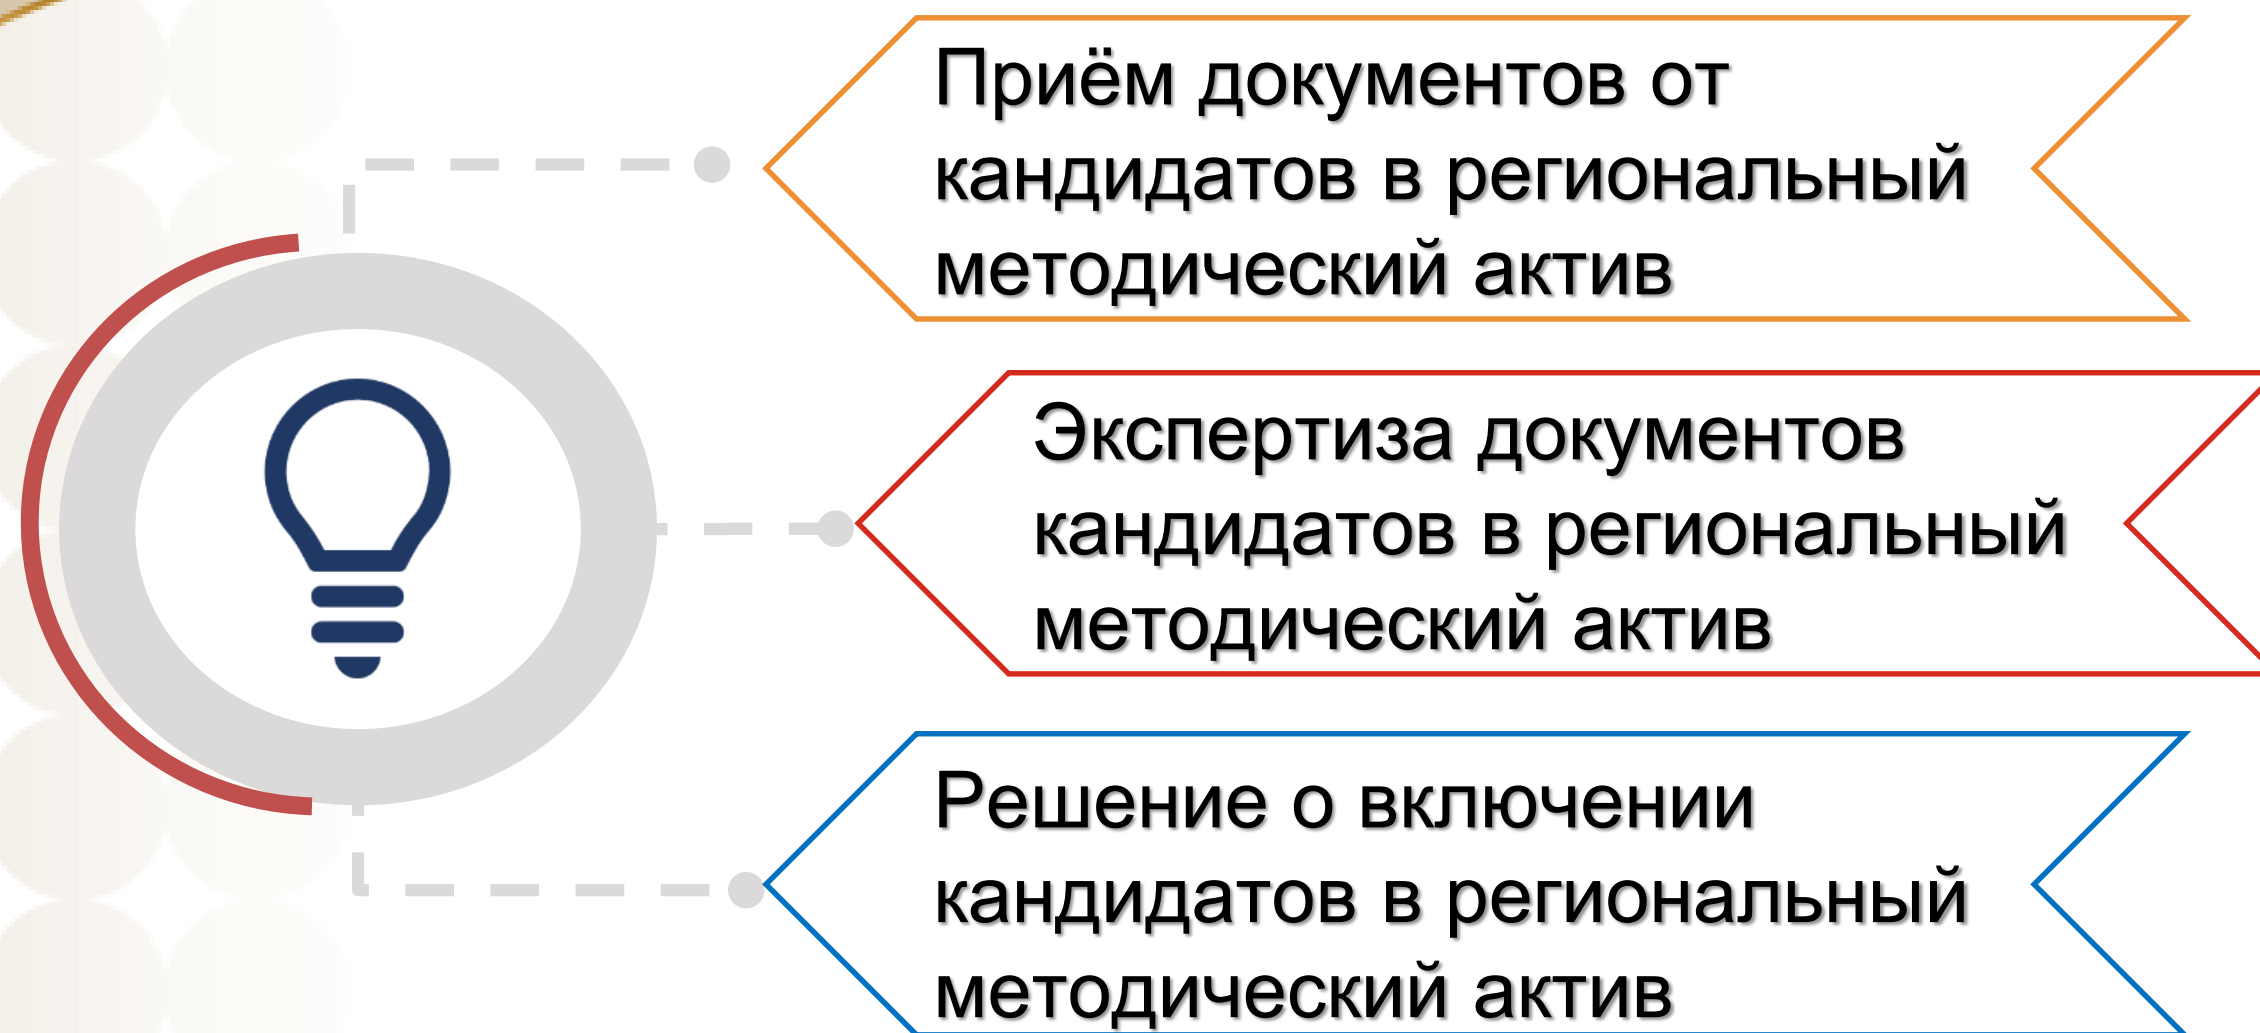 Приём документов от
кандидатов в региональный
методический актив
Экспертиза документов
кандидатов в региональный
методический актив
Решение о включении
кандидатов в региональный
методический актив